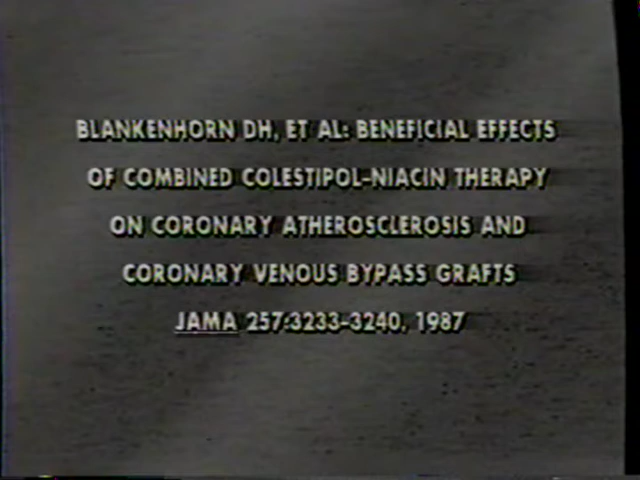 BLANKENHORN DH, ET AL: BENEFICIAL EFFECTS
OF COMBINED COLESTIPOL-NIACIN THERAPY
ON CORONARY ATHEROSCLEROSIS AND
CORONARY VENOUS BYPASS GRAFTS
JAMA 257:3233-3240, 1987